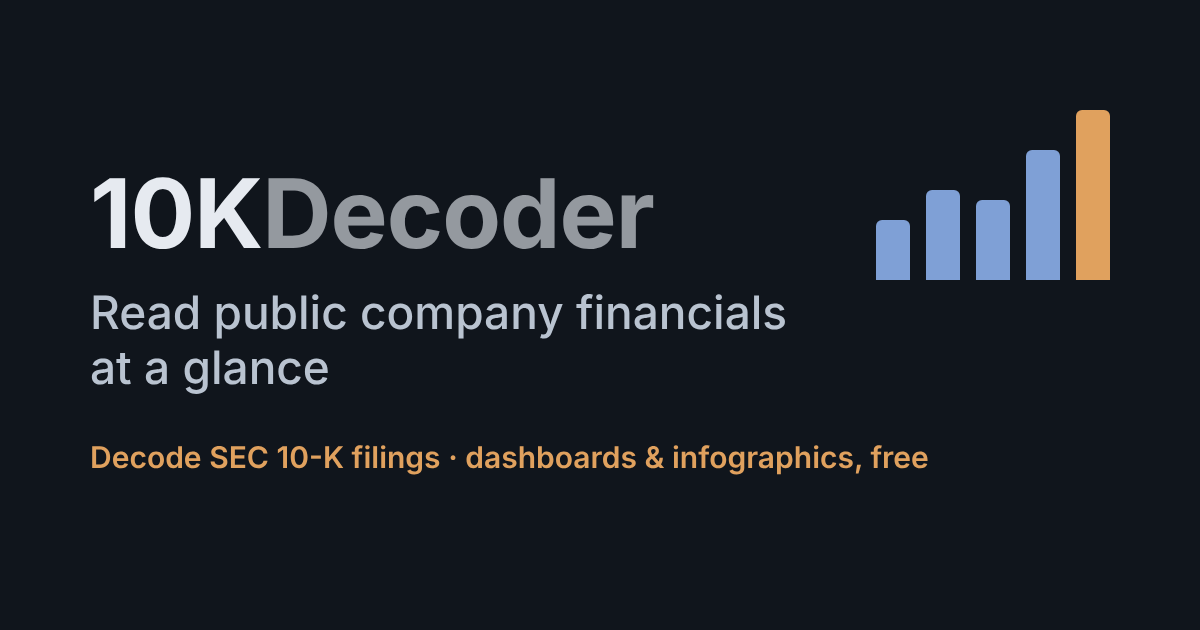 10KDecoder
Read public company financials
at a glance
Decode SEC 10-K filings · dashboards & infographics, free